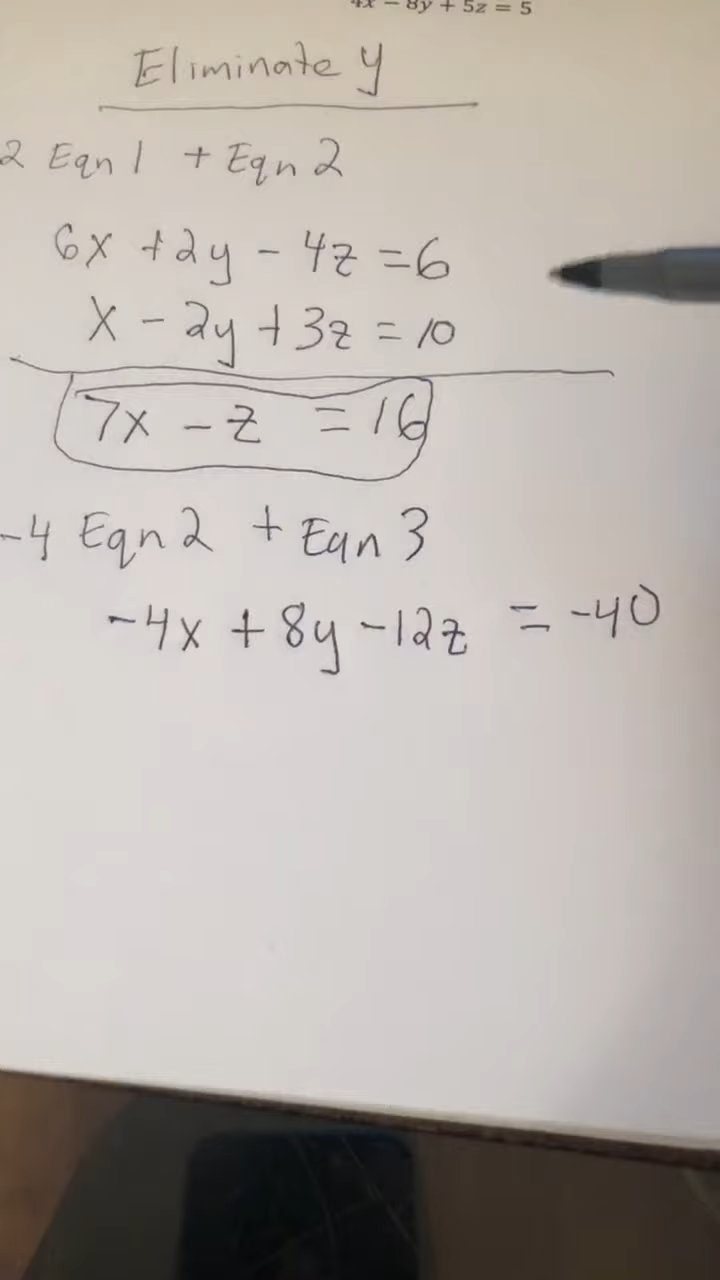 4x − 8y + 5z = 5
Eliminate y
2 Eqn 1 + Eqn 2
6x + 2y - 4z = 6
x - 2y + 3z = 10
7x - z = 16
-4 Eqn 2 + Eqn 3
-4x + 8y - 12z = -40